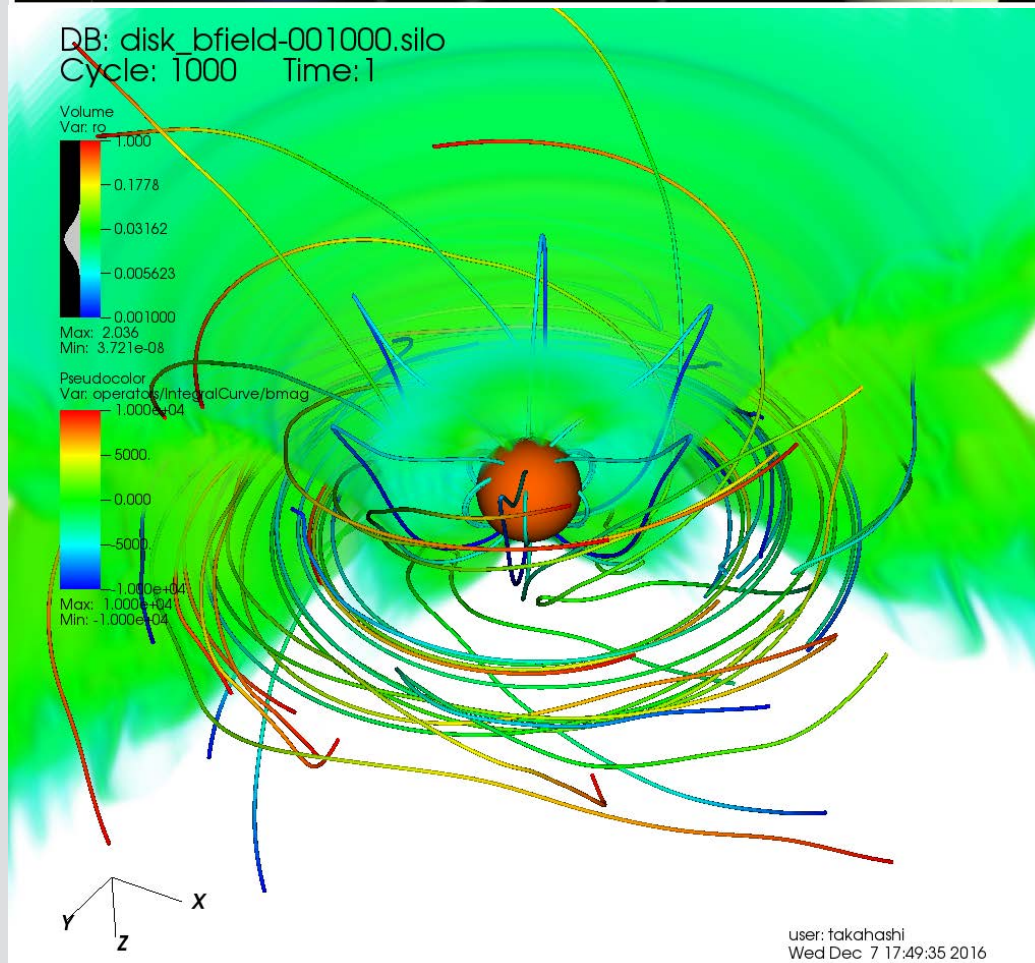 DB: disk_bfield-001000.silo
Cycle: 1000 Time:1
Volume
Var: ro
1.000
0.1778
0.03162
0.005623
0.001000
Max: 2.036
Min: 3.721e-08
Pseudocolor
Var: operators/IntegralCurve/bmag
1.000e+04
5000.
0.000
-5000.
-1.000e+04
Max: 1.000e+04
Min: -1.000e+04
X
Y
Z
user: takahashi
Wed Dec 7 17:49:35 2016